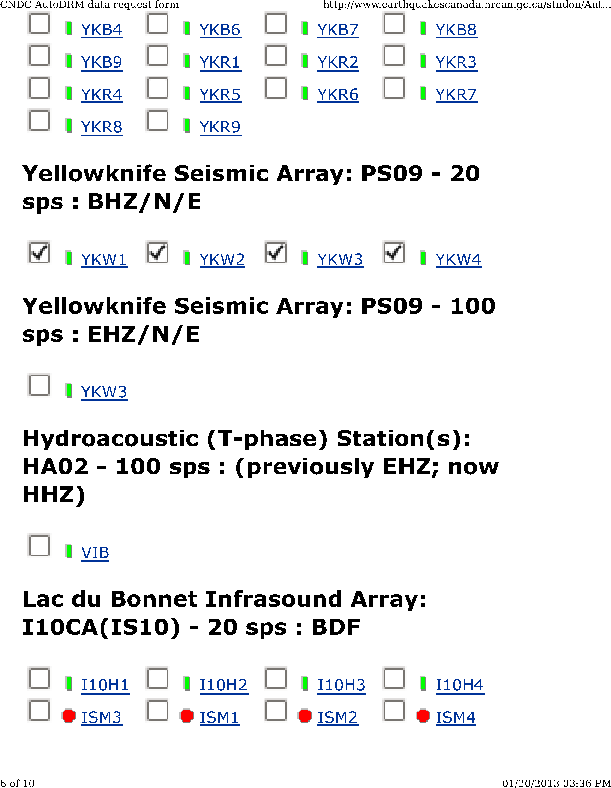 CNDC AutoDRM data request form http://www.earthquakescanada.nrcan.gc.ca/stndon/Aut...
YKB4 YKB6 YKB7 YKB8
YKB9 YKR1 YKR2 YKR3
YKR4 YKR5 YKR6 YKR7
YKR8 YKR9
Yellowknife Seismic Array: PS09 - 20
sps : BHZ/N/E
YKW1 YKW2 YKW3 YKW4
Yellowknife Seismic Array: PS09 - 100
sps : EHZ/N/E
YKW3
Hydroacoustic (T-phase) Station(s):
HA02 - 100 sps : (previously EHZ; now
HHZ)
VIB
Lac du Bonnet Infrasound Array:
I10CA(IS10) - 20 sps : BDF
I10H1 I10H2 I10H3 I10H4
ISM3 ISM1 ISM2 ISM4
6 of 10 01/20/2013 03:36 PM